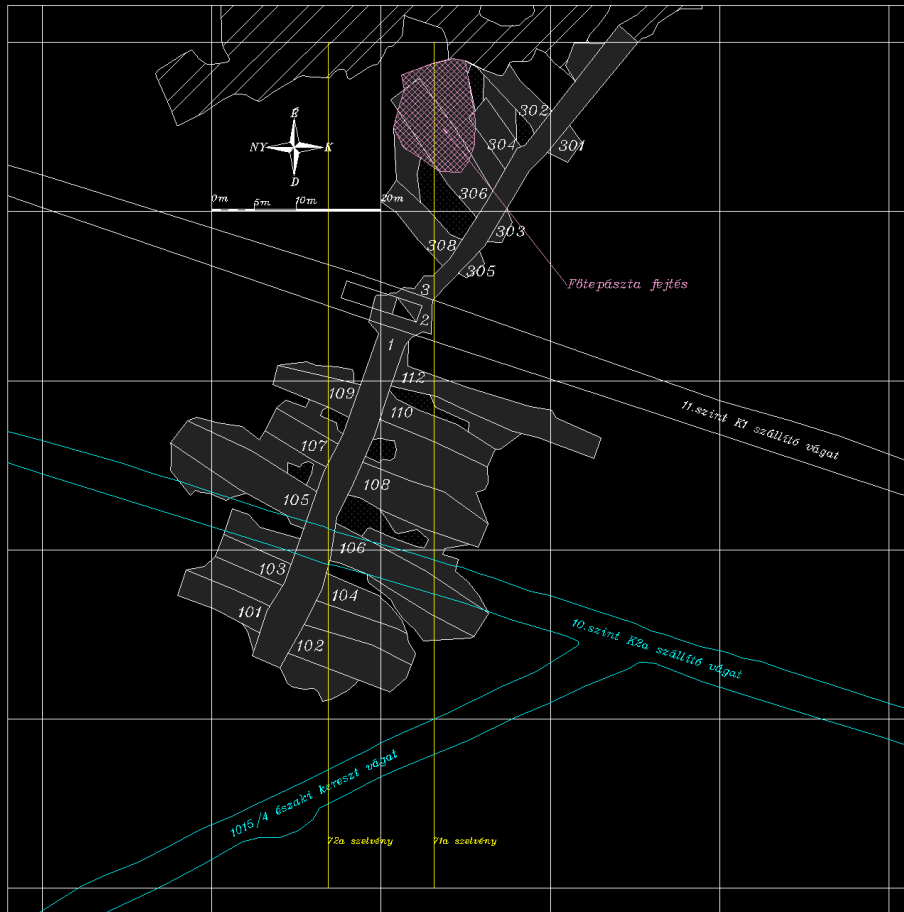 É
NY
K
D
0m
5m
10m
20m
302
301
304
306
303
308
305
Főtepászta fejtés
3
2
1
112
109
110
11.szint K1 szállító vágat
107
108
105
106
103
104
101
102
10.szint K2a szállító vágat
1015/4 északi kereszt vágat
72a szelvény
71a szelvény